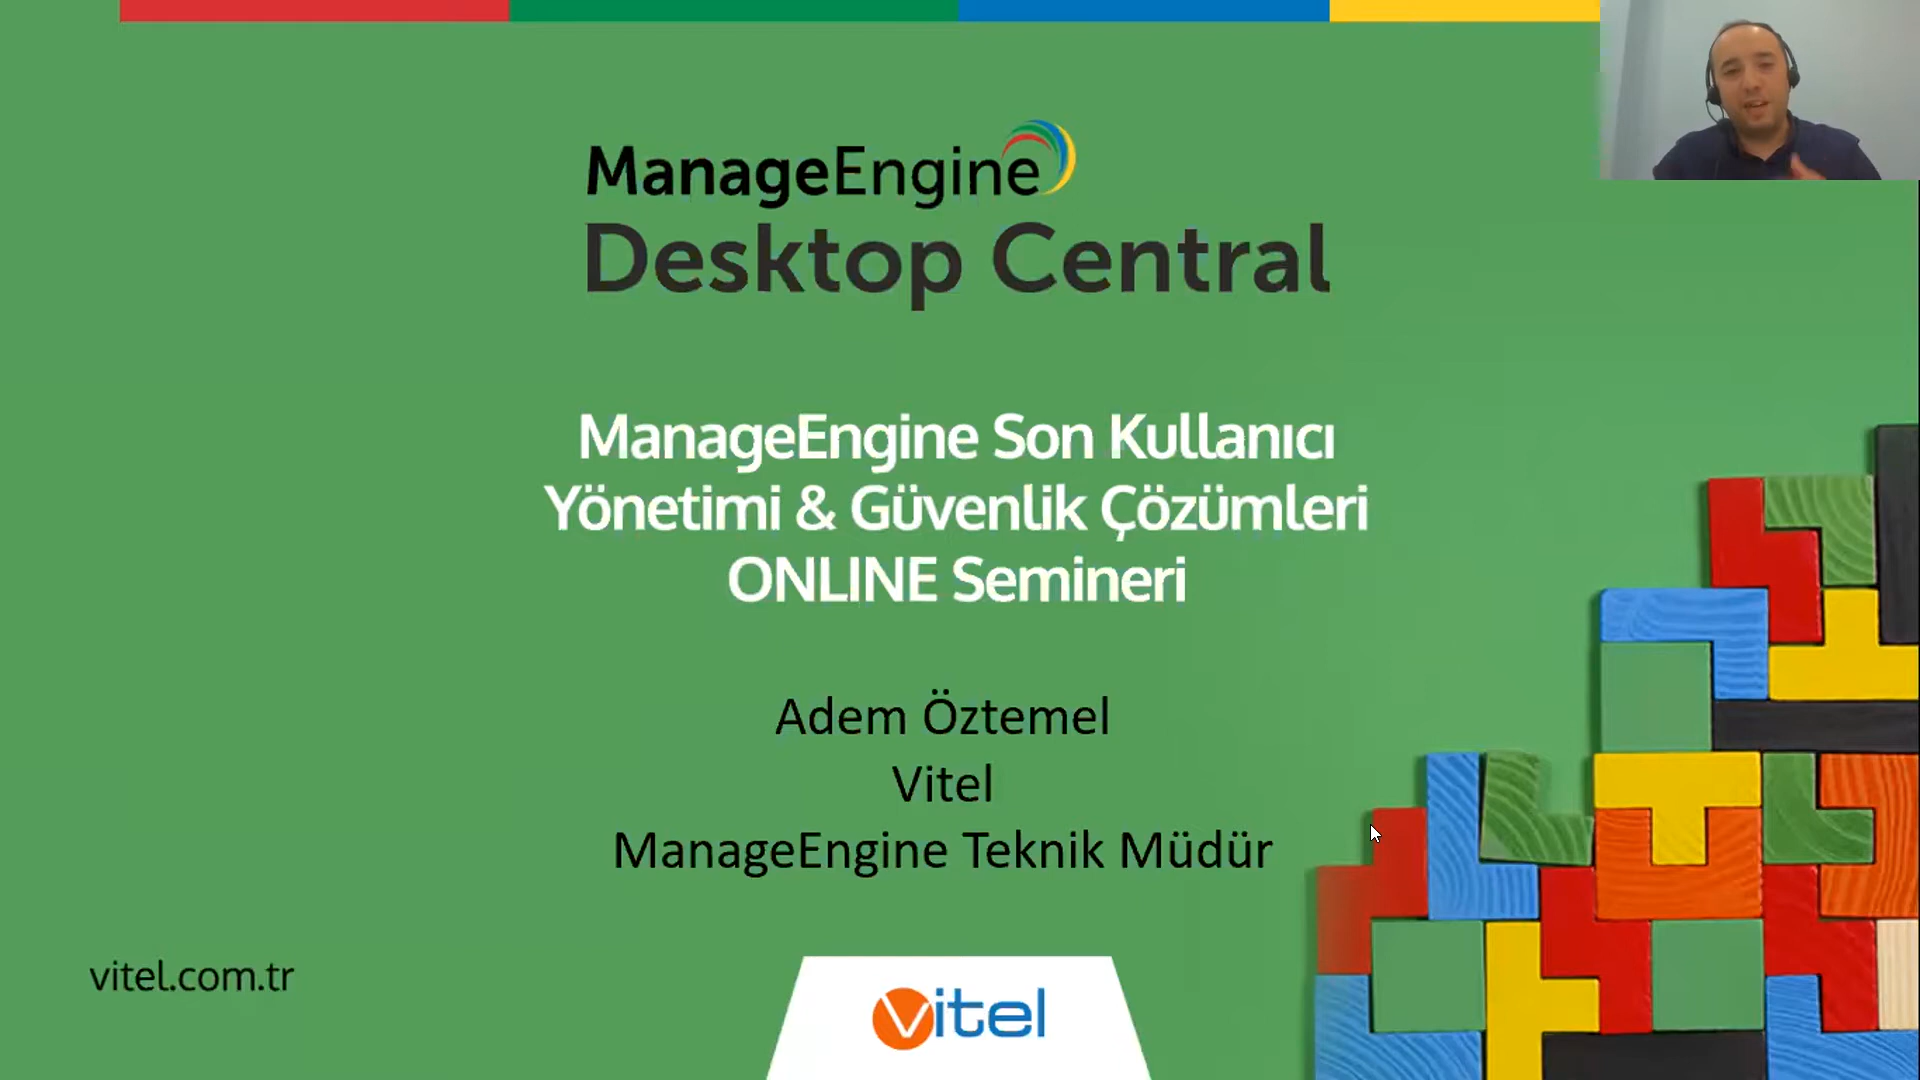 ManageEngine
Desktop Central
ManageEngine Son Kullanıcı
Yönetimi & Güvenlik Çözümleri
ONLINE Semineri
Adem Öztemel
Vitel
ManageEngine Teknik Müdür
vitel.com.tr
vitel